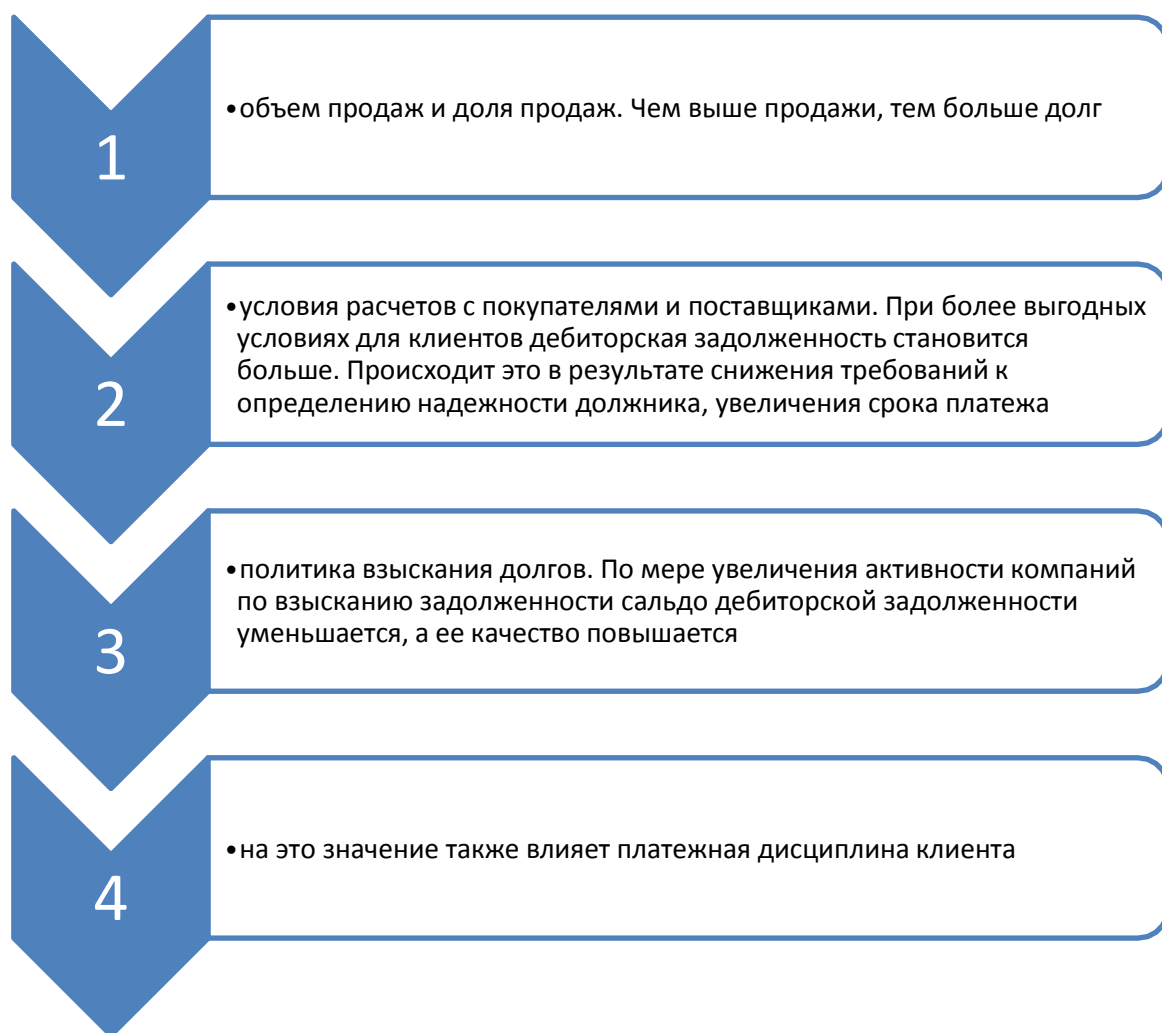 1
•объем продаж и доля продаж. Чем выше продажи, тем больше долг
2
•условия расчетов с покупателями и поставщиками. При более выгодных
условиях для клиентов дебиторская задолженность становится
больше. Происходит это в результате снижения требований к
определению надежности должника, увеличения срока платежа
3
•политика взыскания долгов. По мере увеличения активности компаний
по взысканию задолженности сальдо дебиторской задолженности
уменьшается, а ее качество повышается
4
•на это значение также влияет платежная дисциплина клиента